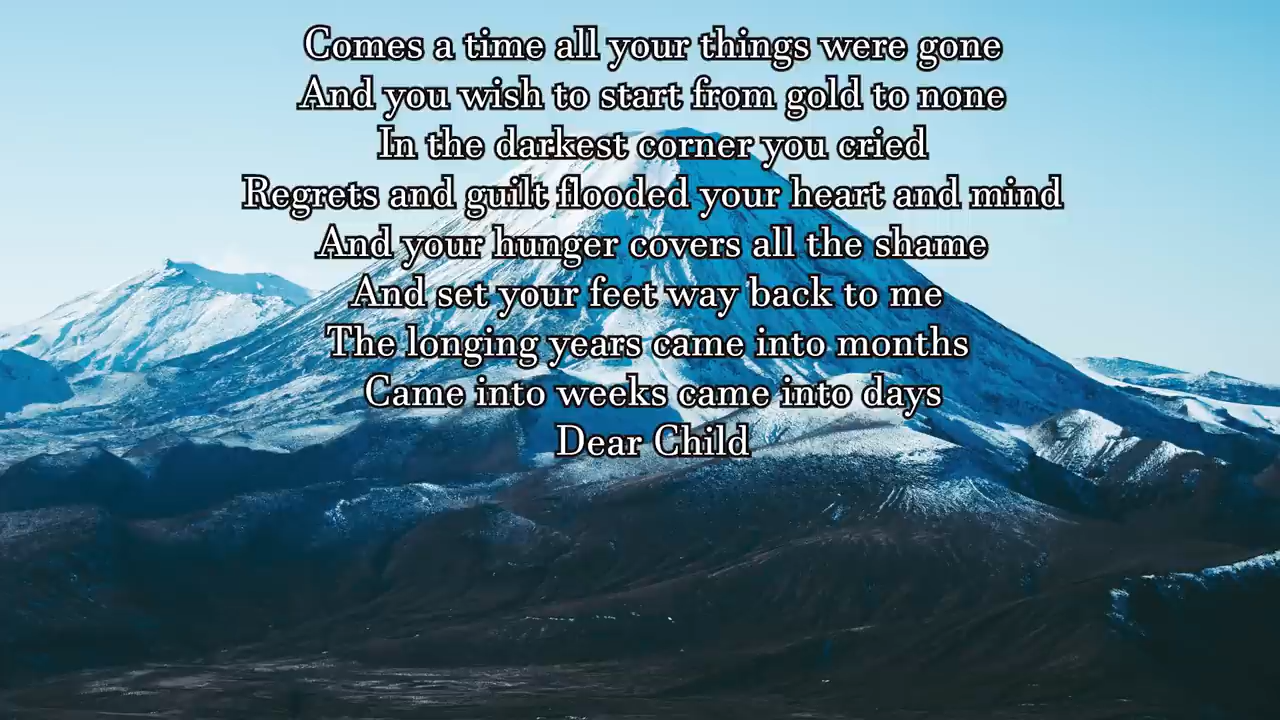 Comes a time all your things were gone
And you wish to start from gold to none
In the darkest corner you cried
Regrets and guilt flooded your heart and mind
And your hunger covers all the shame
And set your feet way back to me
The longing years came into months
Came into weeks came into days
Dear Child